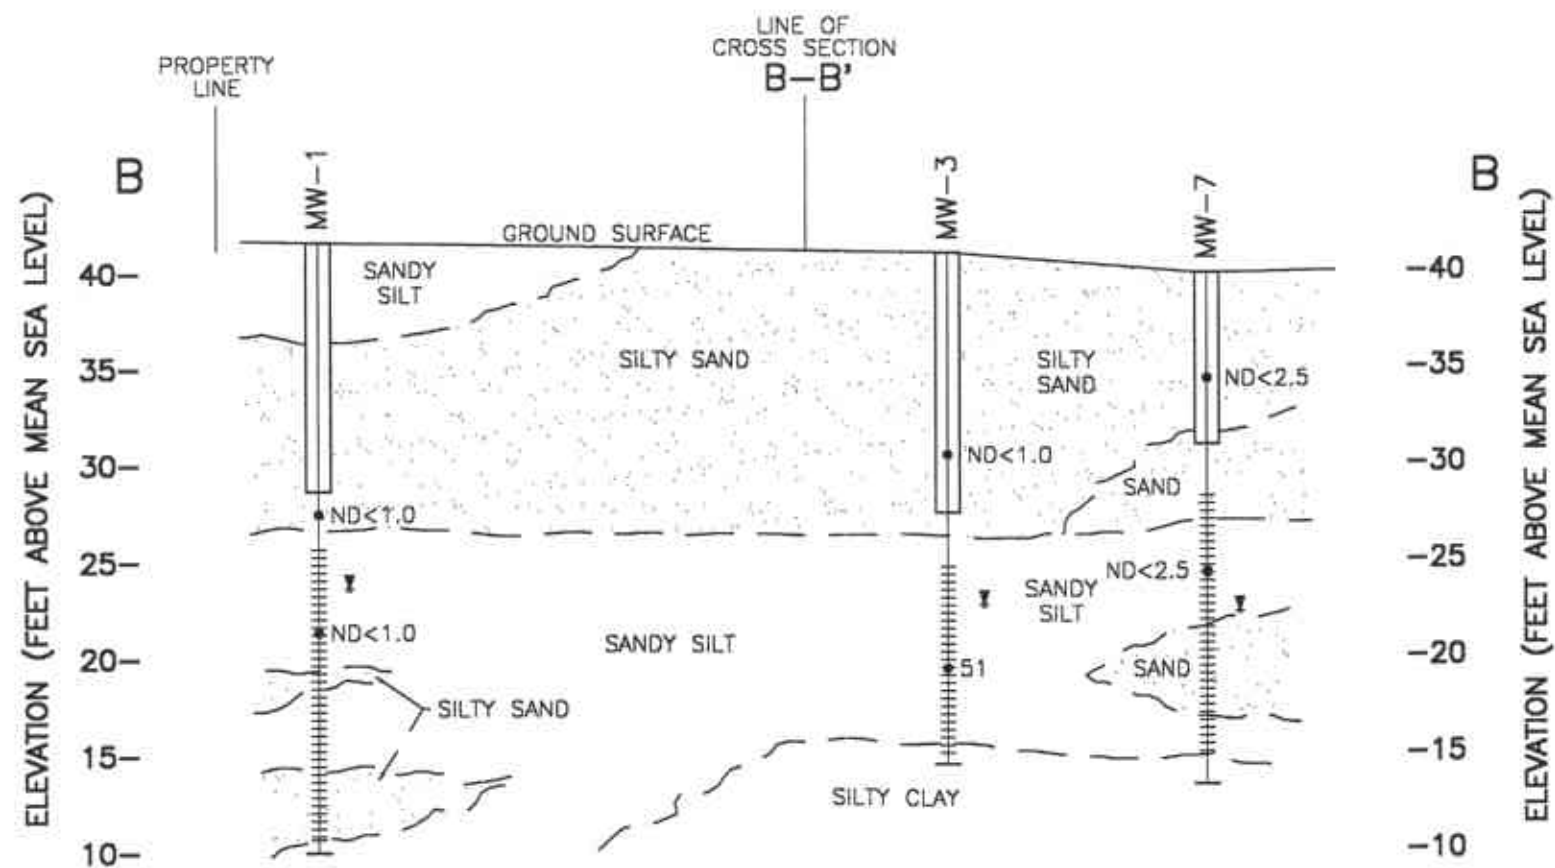 LINE OF
CROSS SECTION
B-B'
PROPERTY
LINE
B
MW-1
MW-3
MW-7
B
GROUND SURFACE
ELEVATION (FEET ABOVE MEAN SEA LEVEL)
40-
35-
30-
25-
20-
15-
10-
SANDY
SILT
SILTY SAND
SILTY
SAND
ND<2.5
ND<1.0
SAND
ND<1.0
ND<2.5
SANDY
SILT
ND<1.0
SANDY SILT
51
SAND
SILTY SAND
SILTY CLAY
-40
-35
-30
-25
-20
-15
-10
ELEVATION (FEET ABOVE MEAN SEA LEVEL)